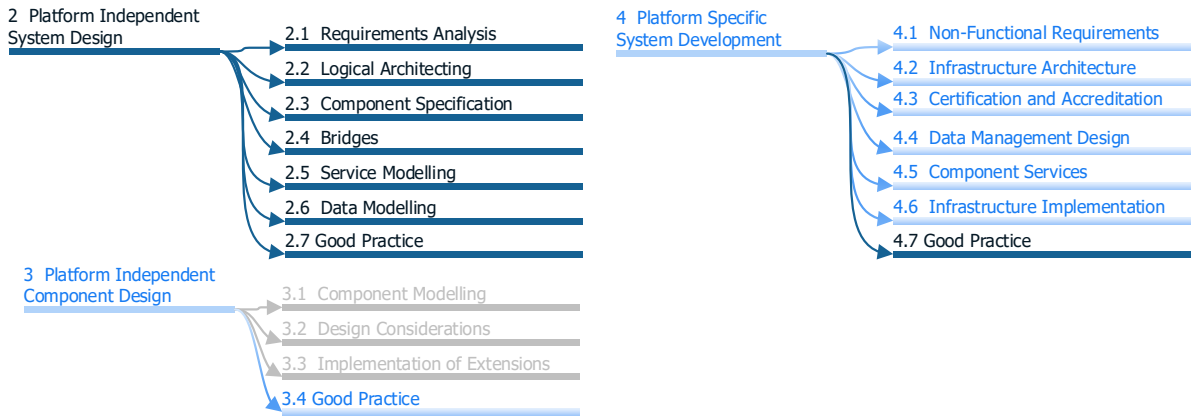 2 Platform Independent
System Design
2.1 Requirements Analysis
2.2 Logical Architecting
2.3 Component Specification
2.4 Bridges
2.5 Service Modelling
2.6 Data Modelling
2.7 Good Practice
3 Platform Independent
Component Design
3.1 Component Modelling
3.2 Design Considerations
3.3 Implementation of Extensions
3.4 Good Practice
4 Platform Specific
System Development
4.1 Non-Functional Requirements
4.2 Infrastructure Architecture
4.3 Certification and Accreditation
4.4 Data Management Design
4.5 Component Services
4.6 Infrastructure Implementation
4.7 Good Practice